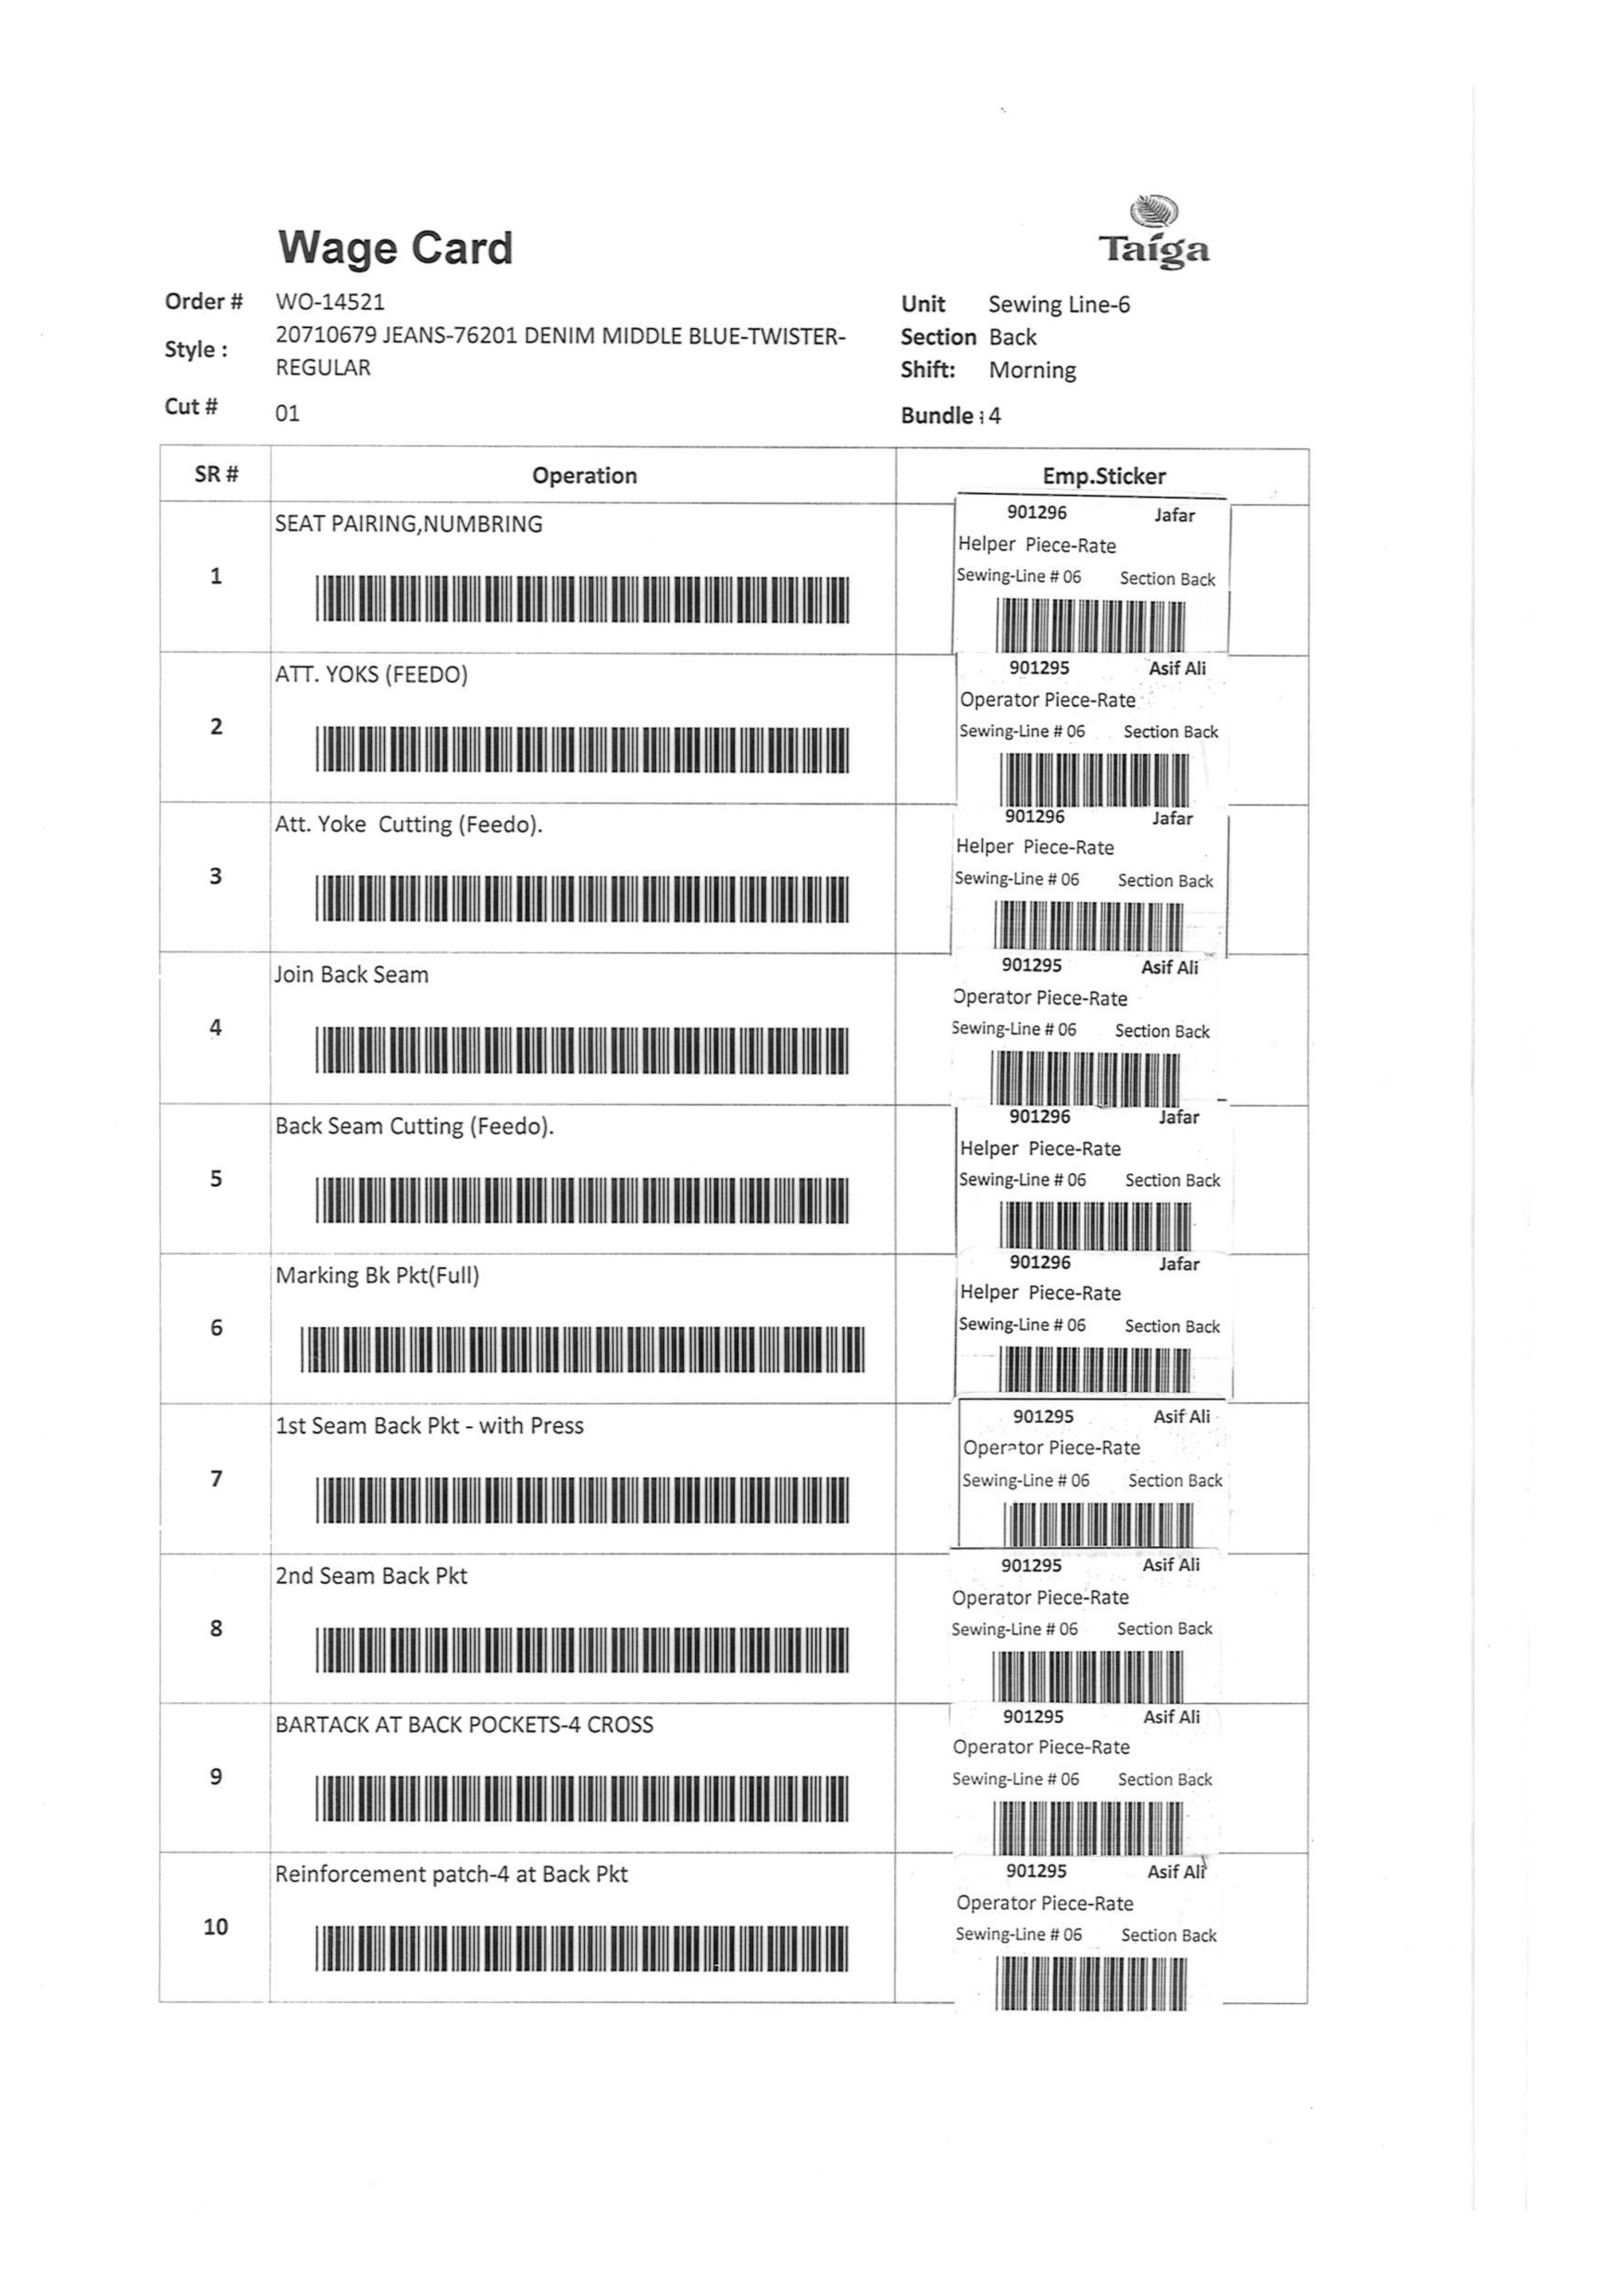 Taiga
Wage Card
Order # WO-14521
Unit Sewing Line-6
Style : 20710679 JEANS-76201 DENIM MIDDLE BLUE-TWISTER-
REGULAR
Section Back
Shift: Morning
Cut # 01
Bundle : 4
SR # Operation Emp.Sticker
1 SEAT PAIRING,NUMBRING
901296 Jafar
Helper Piece-Rate
Sewing-Line # 06 Section Back
2 ATT. YOKS (FEEDO)
901295 Asif Ali
Operator Piece-Rate
Sewing-Line # 06 Section Back
3 Att. Yoke Cutting (Feedo).
901296 Jafar
Helper Piece-Rate
Sewing-Line # 06 Section Back
4 Join Back Seam
901295 Asif Ali
Operator Piece-Rate
Sewing-Line # 06 Section Back
5 Back Seam Cutting (Feedo).
901296 Jafar
Helper Piece-Rate
Sewing-Line # 06 Section Back
6 Marking Bk Pkt(Full)
901296 Jafar
Helper Piece-Rate
Sewing-Line # 06 Section Back
7 1st Seam Back Pkt - with Press
901295 Asif Ali
Operator Piece-Rate
Sewing-Line # 06 Section Back
8 2nd Seam Back Pkt
901295 Asif Ali
Operator Piece-Rate
Sewing-Line # 06 Section Back
9 BARTACK AT BACK POCKETS-4 CROSS
901295 Asif Ali
Operator Piece-Rate
Sewing-Line # 06 Section Back
10 Reinforcement patch-4 at Back Pkt
901295 Asif Ali
Operator Piece-Rate
Sewing-Line # 06 Section Back